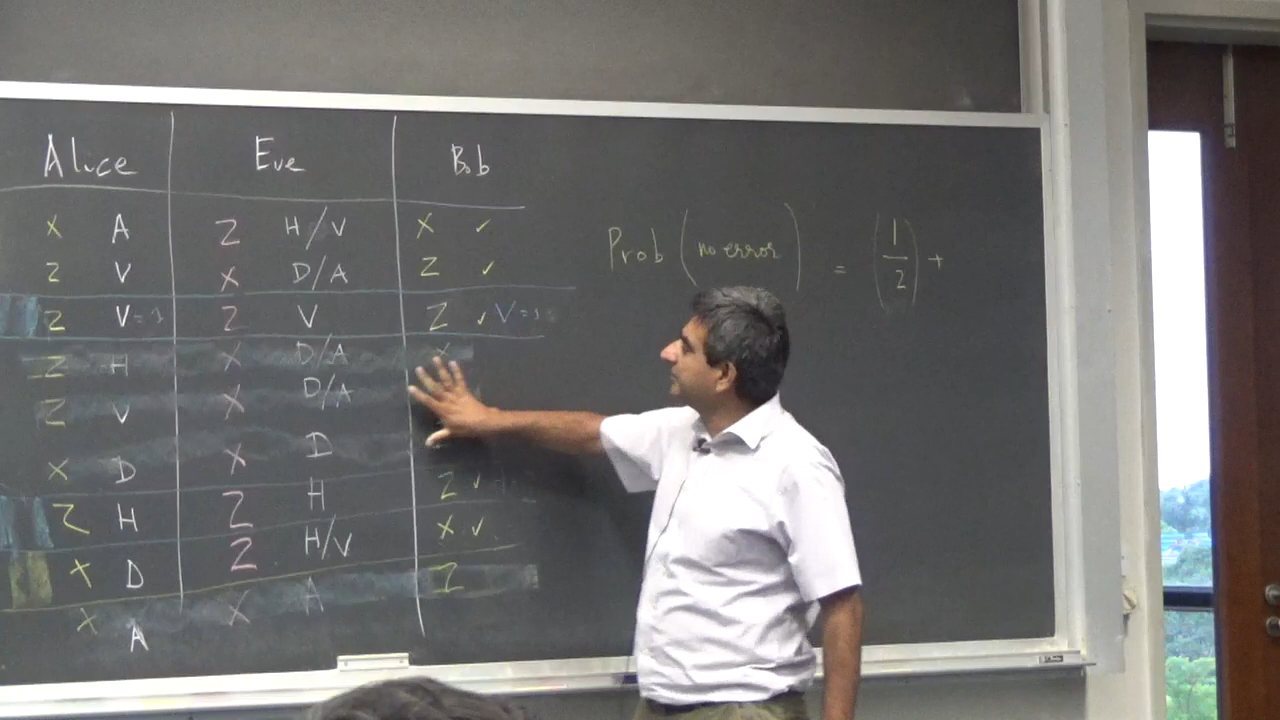 Alice Eve Bob
X A Z H/V X ✓
Z V X D/A Z ✓
Prob (no error) = (1/2) +
Z V=1 Z V Z ✓ V=1
Z H X D/A X
Z V X D/A
X D X D
Z H Z H Z ✓
X D Z H/V X ✓
X A X A Z